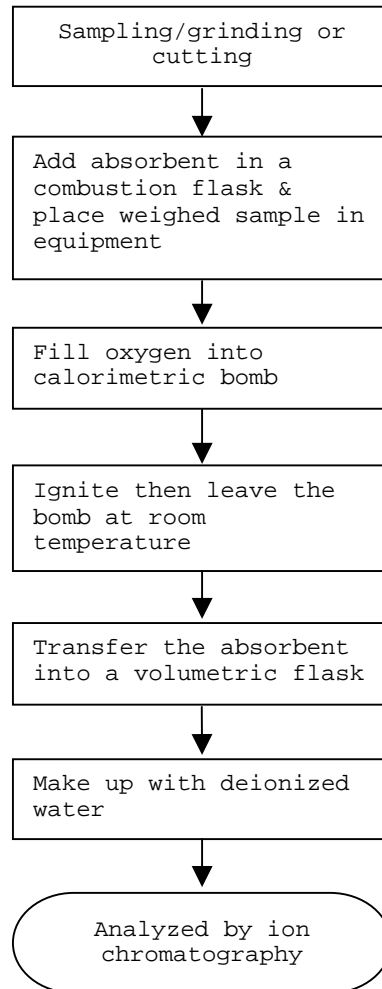 Sampling/grinding or
cutting
Add absorbent in a
combustion flask &
place weighed sample in
equipment
Fill oxygen into
calorimetric bomb
Ignite then leave the
bomb at room
temperature
Transfer the absorbent
into a volumetric flask
Make up with deionized
water
Analyzed by ion
chromatography